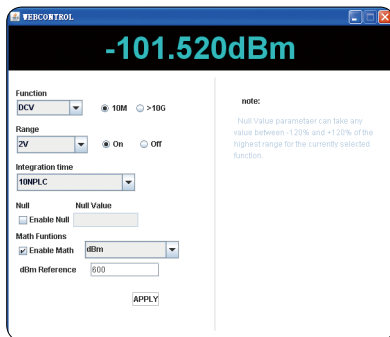 WEBCONTROL
-101.520dBm
Function
DCV 10M >10G
Range
2V On Off
Integration time
10NPLC
Null Null Value
Enable Null
Math Funtions
Enable Math dBm
dBm Reference 600
APPLY
note:
Null Value parametaer can take any
value between -120% and +120% of the
highest range for the currently selected
function.